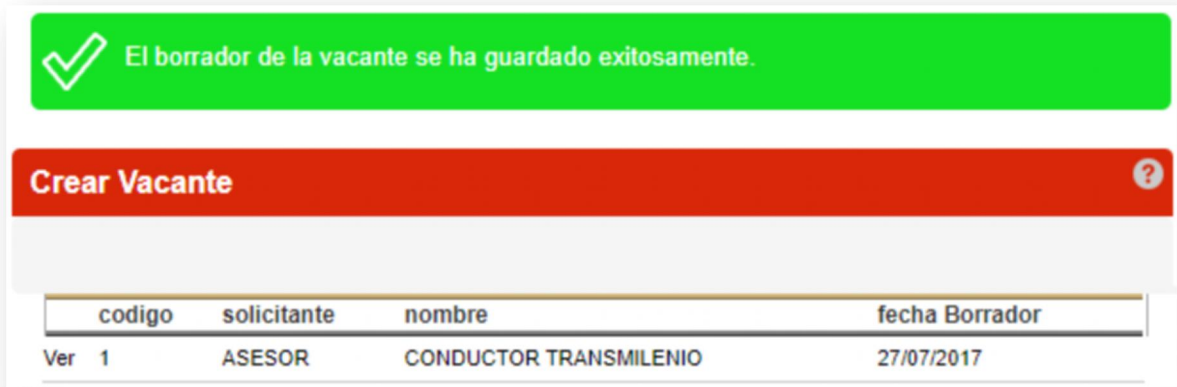 El borrador de la vacante se ha guardado exitosamente.
Crear Vacante ?
codigo solicitante nombre fecha Borrador
Ver 1 ASESOR CONDUCTOR TRANSMILENIO 27/07/2017